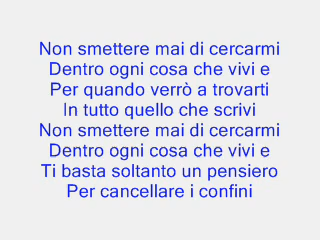 Non smettere mai di cercarmi
Dentro ogni cosa che vivi e
Per quando verrò a trovarti
In tutto quello che scrivi
Non smettere mai di cercarmi
Dentro ogni cosa che vivi e
Ti basta soltanto un pensiero
Per cancellare i confini